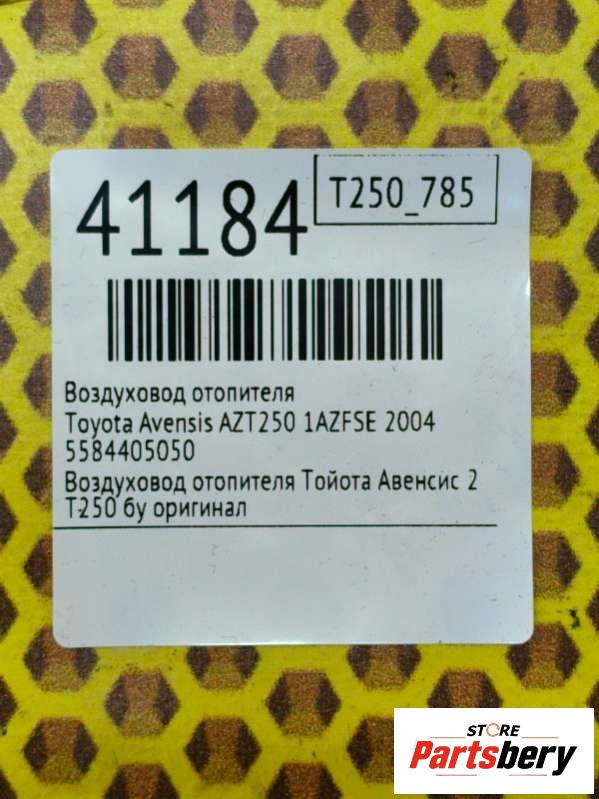 41184
T250_785
Воздуховод отопителя
Toyota Avensis AZT250 1AZFSE 2004
5584405050
Воздуховод отопителя Тойота Авенсис 2
T-250 бу оригинал
STORE
Partsbery